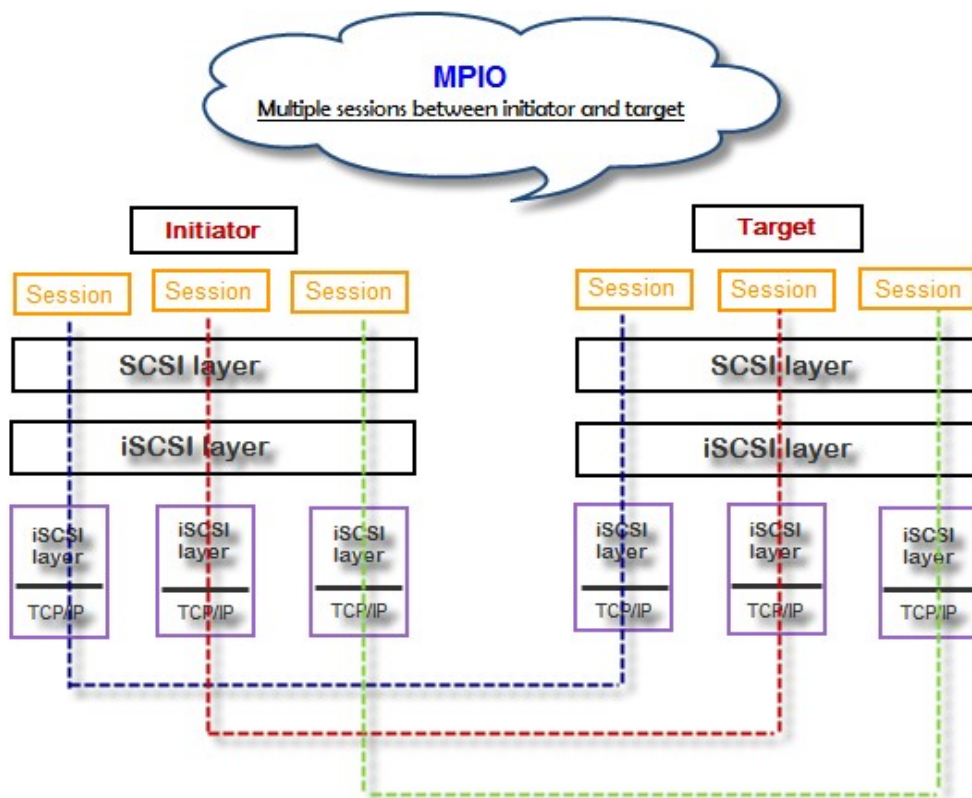 MPIO
Multiple sessions between initiator and target
Initiator
Target
Session
Session
Session
Session
Session
Session
SCSI layer
SCSI layer
iSCSI layer
iSCSI layer
iSCSI
layer
TCP/IP
iSCSI
layer
TCP/IP
iSCSI
layer
TCP/IP
iSCSI
layer
TCP/IP
iSCSI
layer
TCP/IP
iSCSI
layer
TCP/IP